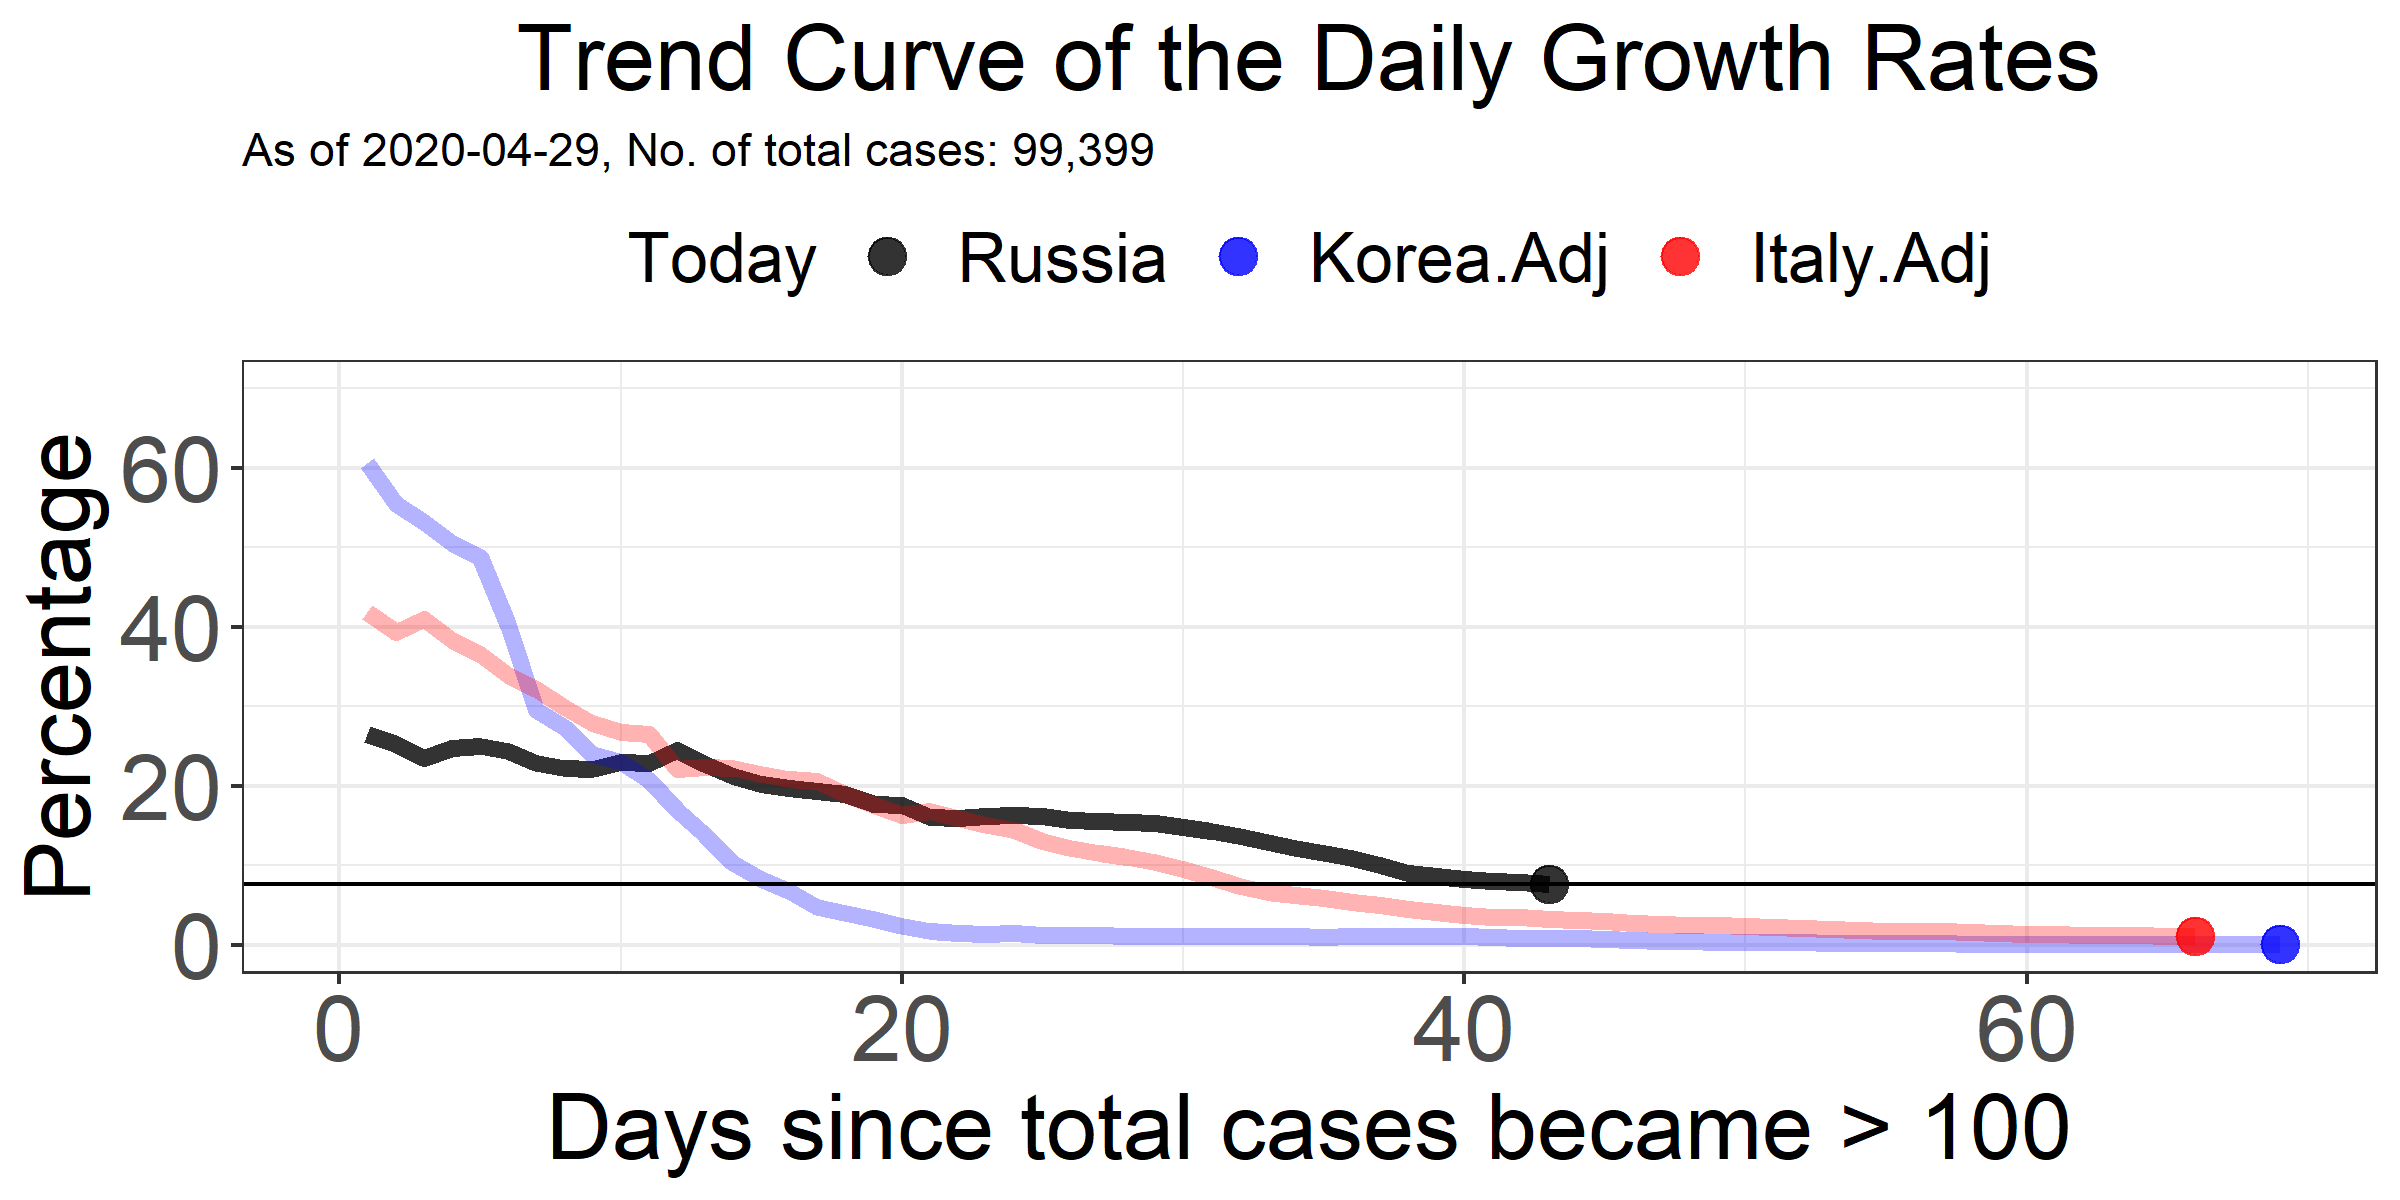 Trend Curve of the Daily Growth Rates
As of 2020-04-29, No. of total cases: 99,399
Today Russia Korea.Adj Italy.Adj
Percentage
60
40
20
0
0 20 40 60
Days since total cases became > 100